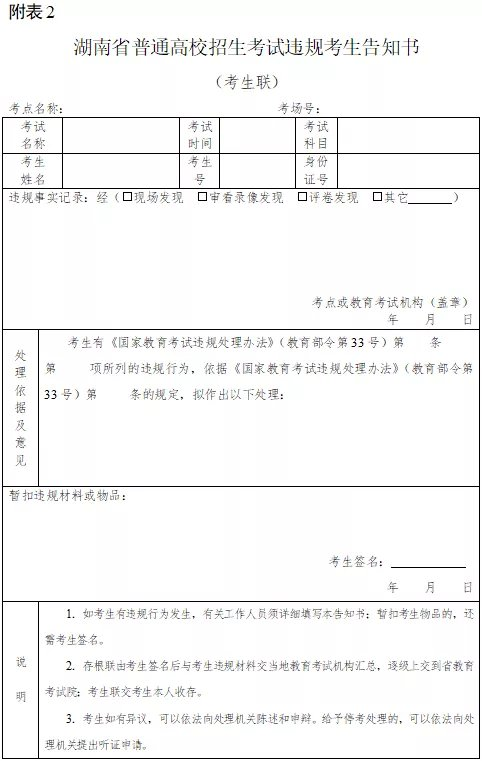 附表2
湖南省普通高校招生考试违规考生告知书
（考生联）
考点名称： 考场号：
考试名称 考试时间 考试科目
考生姓名 考生号 身份证号
违规事实记录：经（□现场发现 □审看录像发现 □评卷发现 □其它______）
考点或教育考试机构（盖章）
年 月 日
处理依据及意见
考生有《国家教育考试违规处理办法》（教育部令第33号）第 条
第 项所列的违规行为，依据《国家教育考试违规处理办法》（教育部令第
33号）第 条的规定，拟作出以下处理：
暂扣违规材料或物品：
考生签名：__________
年 月 日
说明
1. 如考生有违规行为发生，有关工作人员须详细填写本告知书；暂扣考生物品的，还
需考生签名。
2. 存根联由考生签名后与考生违规材料交当地教育考试机构汇总，逐级上交到省教育
考试院；考生联交考生本人收存。
3. 考生如有异议，可以依法向处理机关陈述和申辩。给予停考处理的，可以依法向处
理机关提出听证申请。